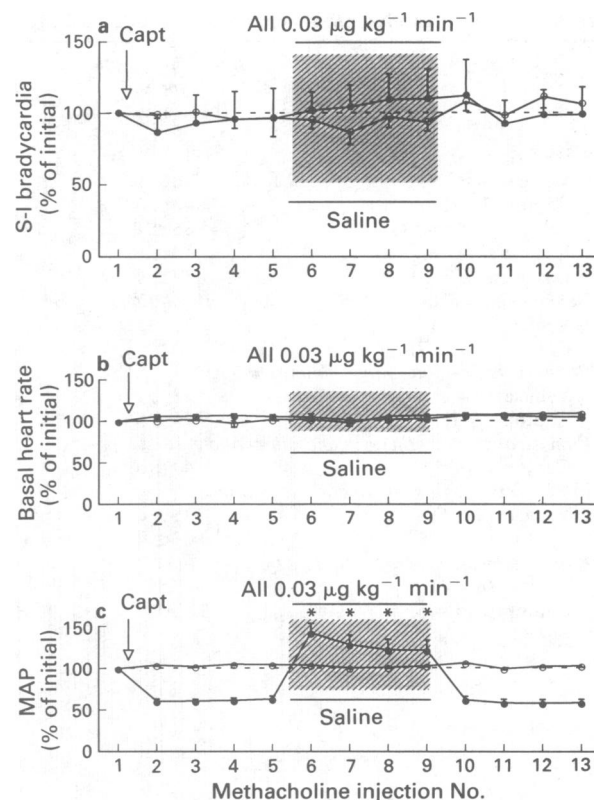 a
Capt
All 0.03 µg kg⁻¹ min⁻¹
150
100
50
0
S-I bradycardia
(% of initial)
Saline
1 2 3 4 5 6 7 8 9 10 11 12 13
b
Capt
All 0.03 µg kg⁻¹ min⁻¹
150
100
50
0
Basal heart rate
(% of initial)
Saline
1 2 3 4 5 6 7 8 9 10 11 12 13
c
Capt
All 0.03 µg kg⁻¹ min⁻¹
* * * *
150
100
50
0
MAP
(% of initial)
Saline
1 2 3 4 5 6 7 8 9 10 11 12 13
Methacholine injection No.